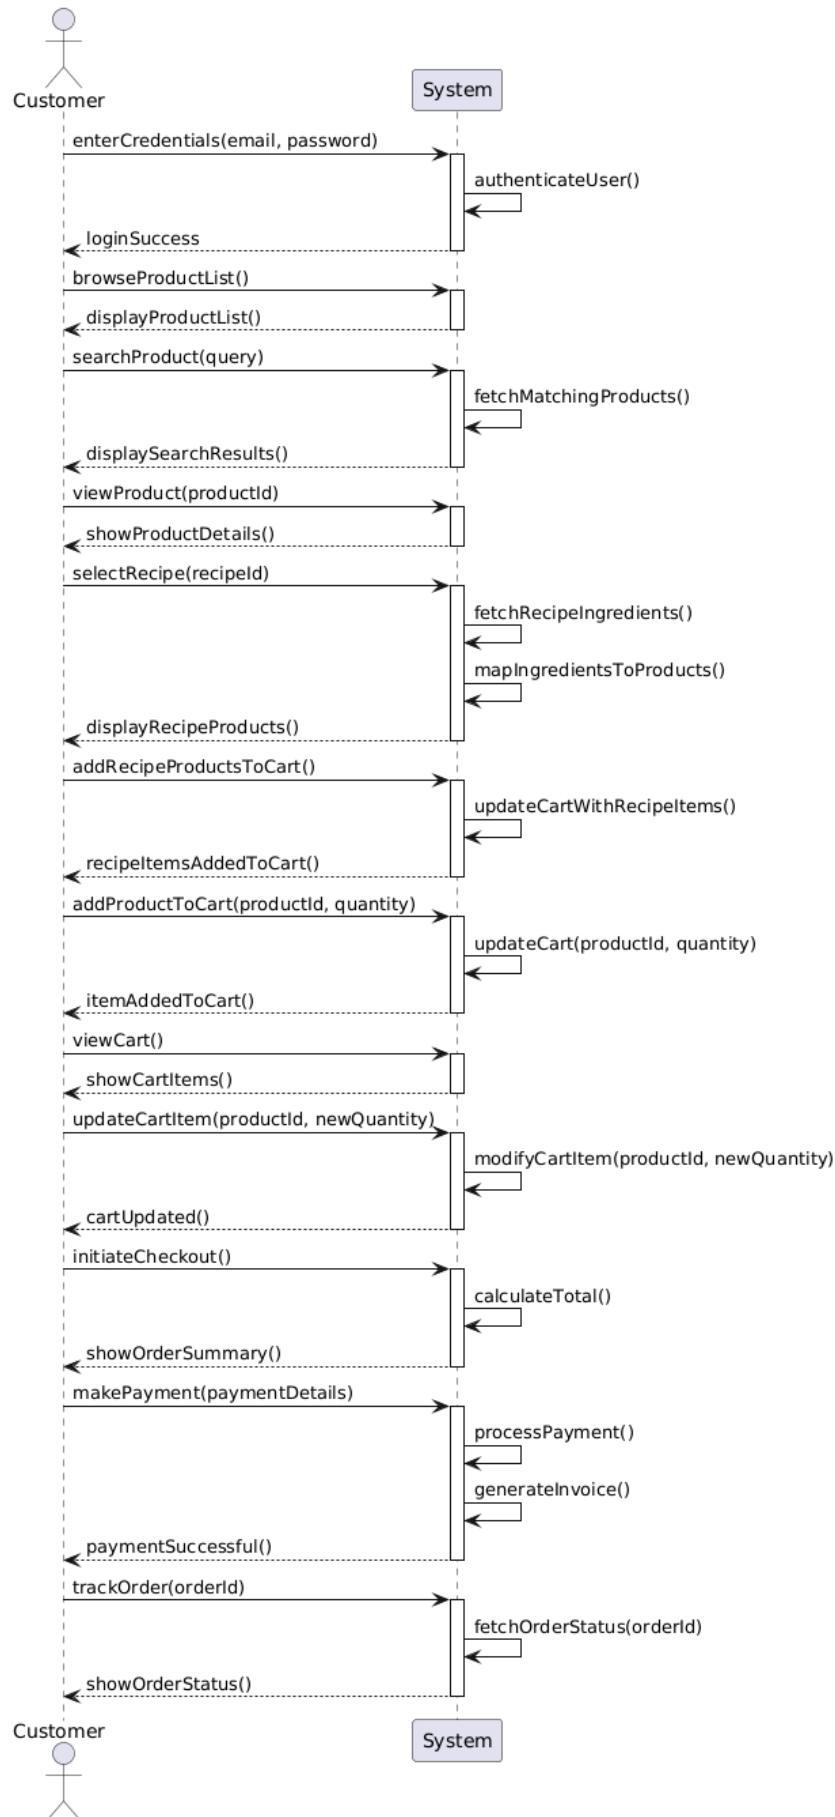 Customer
System
enterCredentials(email, password)
authenticateUser()
loginSuccess
browseProductList()
displayProductList()
searchProduct(query)
fetchMatchingProducts()
displaySearchResults()
viewProduct(productId)
showProductDetails()
selectRecipe(recipeId)
fetchRecipeIngredients()
mapIngredientsToProducts()
displayRecipeProducts()
addRecipeProductsToCart()
updateCartWithRecipeItems()
recipeItemsAddedToCart()
addProductToCart(productId, quantity)
updateCart(productId, quantity)
itemAddedToCart()
viewCart()
showCartItems()
updateCartItem(productId, newQuantity)
modifyCartItem(productId, newQuantity)
cartUpdated()
initiateCheckout()
calculateTotal()
showOrderSummary()
makePayment(paymentDetails)
processPayment()
generateInvoice()
paymentSuccessful()
trackOrder(orderId)
fetchOrderStatus(orderId)
showOrderStatus()
Customer
System